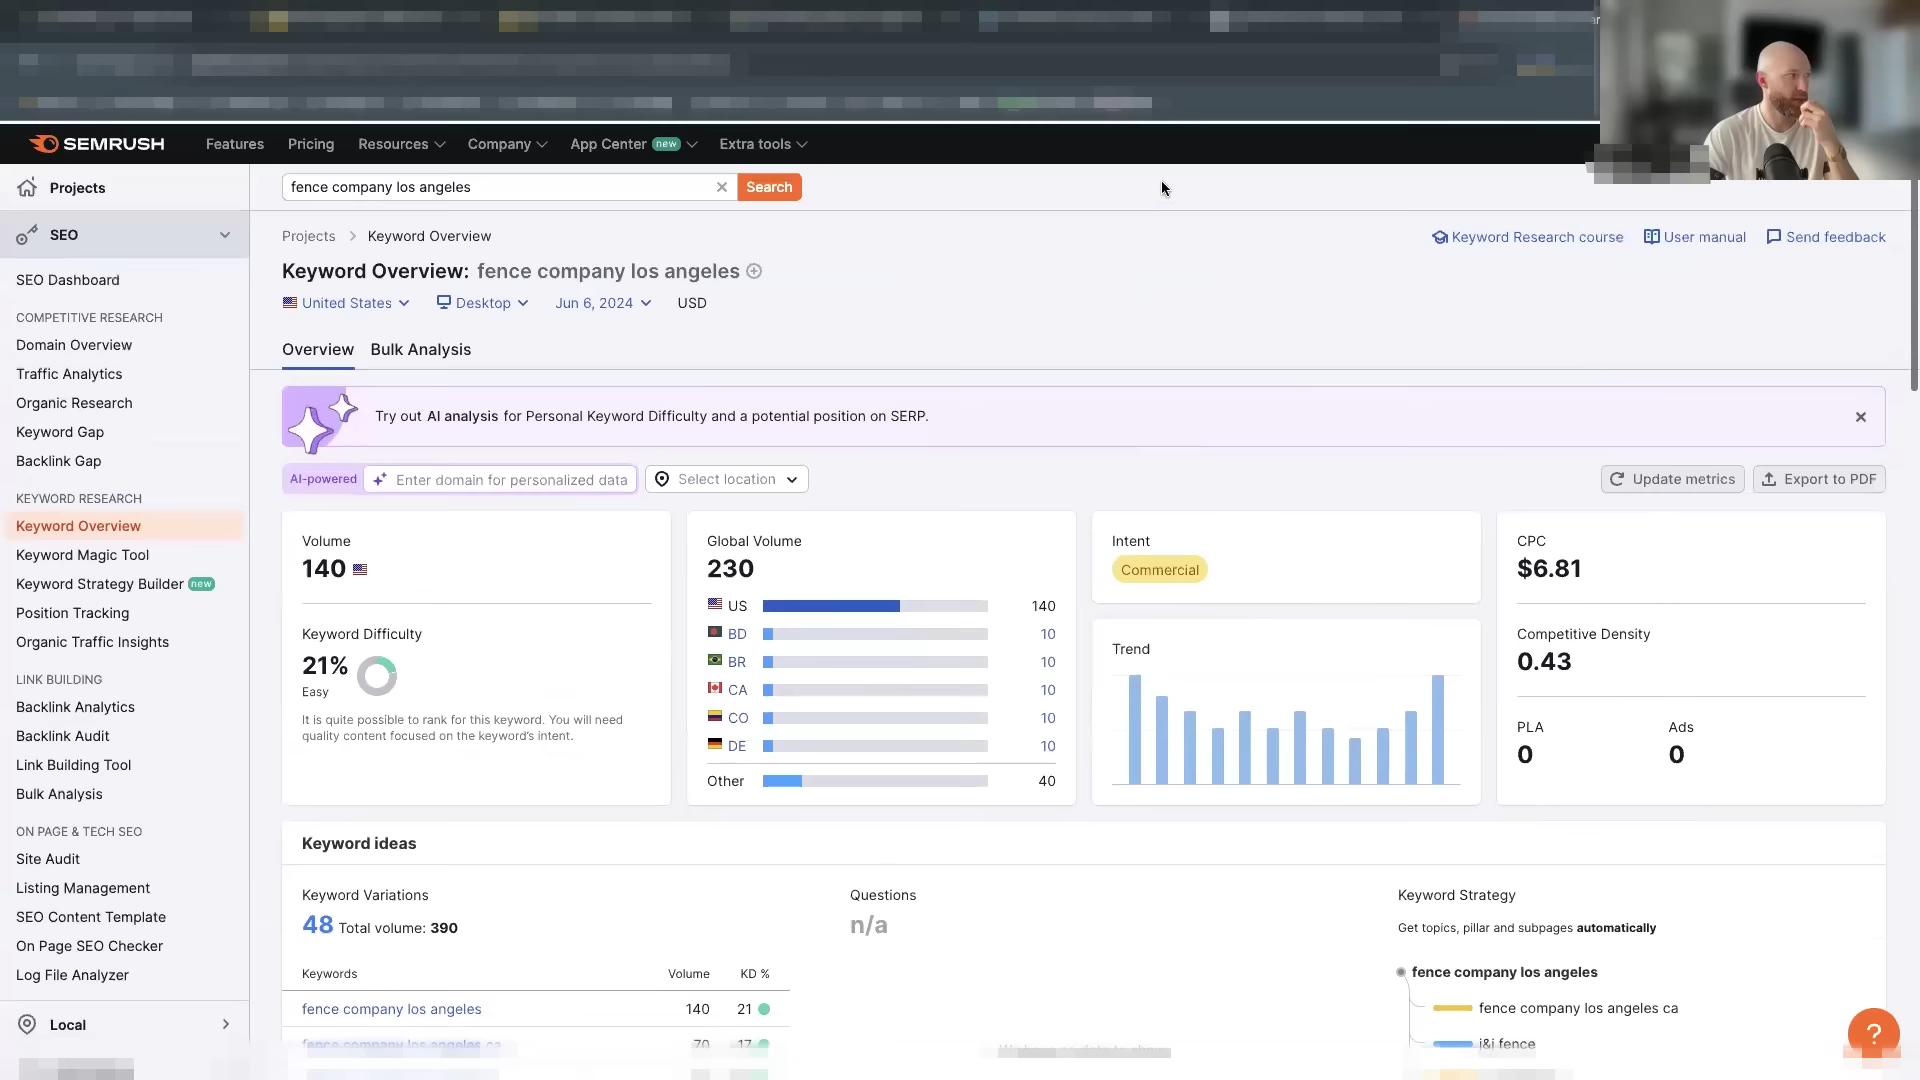 SEMRUSH
Features
Pricing
Resources
Company
App Center new
Extra tools
Projects
SEO
SEO Dashboard
COMPETITIVE RESEARCH
Domain Overview
Traffic Analytics
Organic Research
Keyword Gap
Backlink Gap
KEYWORD RESEARCH
Keyword Overview
Keyword Magic Tool
Keyword Strategy Builder new
Position Tracking
Organic Traffic Insights
LINK BUILDING
Backlink Analytics
Backlink Audit
Link Building Tool
Bulk Analysis
ON PAGE & TECH SEO
Site Audit
Listing Management
SEO Content Template
On Page SEO Checker
Log File Analyzer
Local
fence company los angeles
Search
Projects > Keyword Overview
Keyword Research course
User manual
Send feedback
Keyword Overview: fence company los angeles
United States
Desktop
Jun 6, 2024
USD
Overview
Bulk Analysis
Try out AI analysis for Personal Keyword Difficulty and a potential position on SERP.
AI-powered
Enter domain for personalized data
Select location
Update metrics
Export to PDF
Volume
140
Keyword Difficulty
21%
Easy
It is quite possible to rank for this keyword. You will need
quality content focused on the keyword's intent.
Global Volume
230
US 140
BD 10
BR 10
CA 10
CO 10
DE 10
Other 40
Intent
Commercial
Trend
CPC
$6.81
Competitive Density
0.43
PLA
0
Ads
0
Keyword ideas
Keyword Variations
48 Total volume: 390
Keywords Volume KD %
fence company los angeles 140 21
fence company los angeles ca 70 17
Questions
n/a
Keyword Strategy
Get topics, pillar and subpages automatically
fence company los angeles
fence company los angeles ca
j&j fence
?